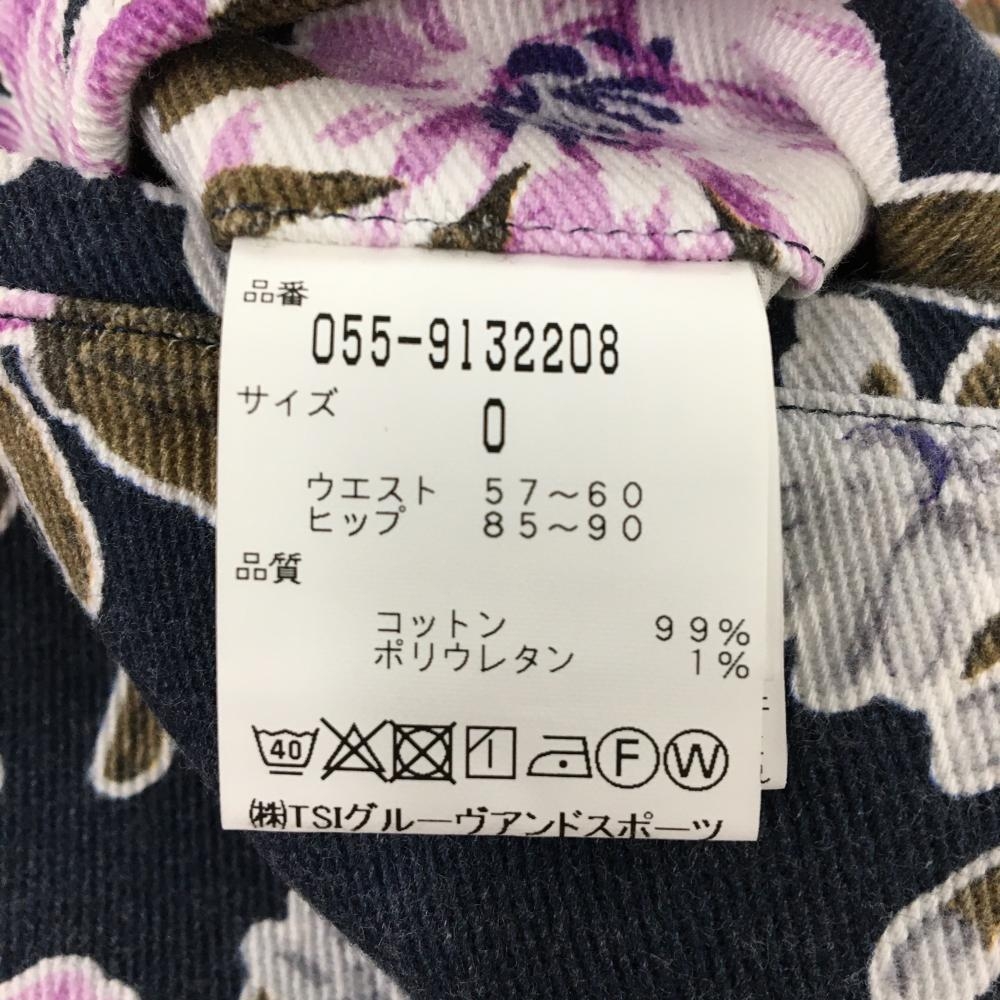 品番
055-9132208
サイズ
0
ウエスト 57～60
ヒップ 85～90
品質
コットン 99%
ポリウレタン 1%
40 F W
㈱TSIグルーヴアンドスポーツ